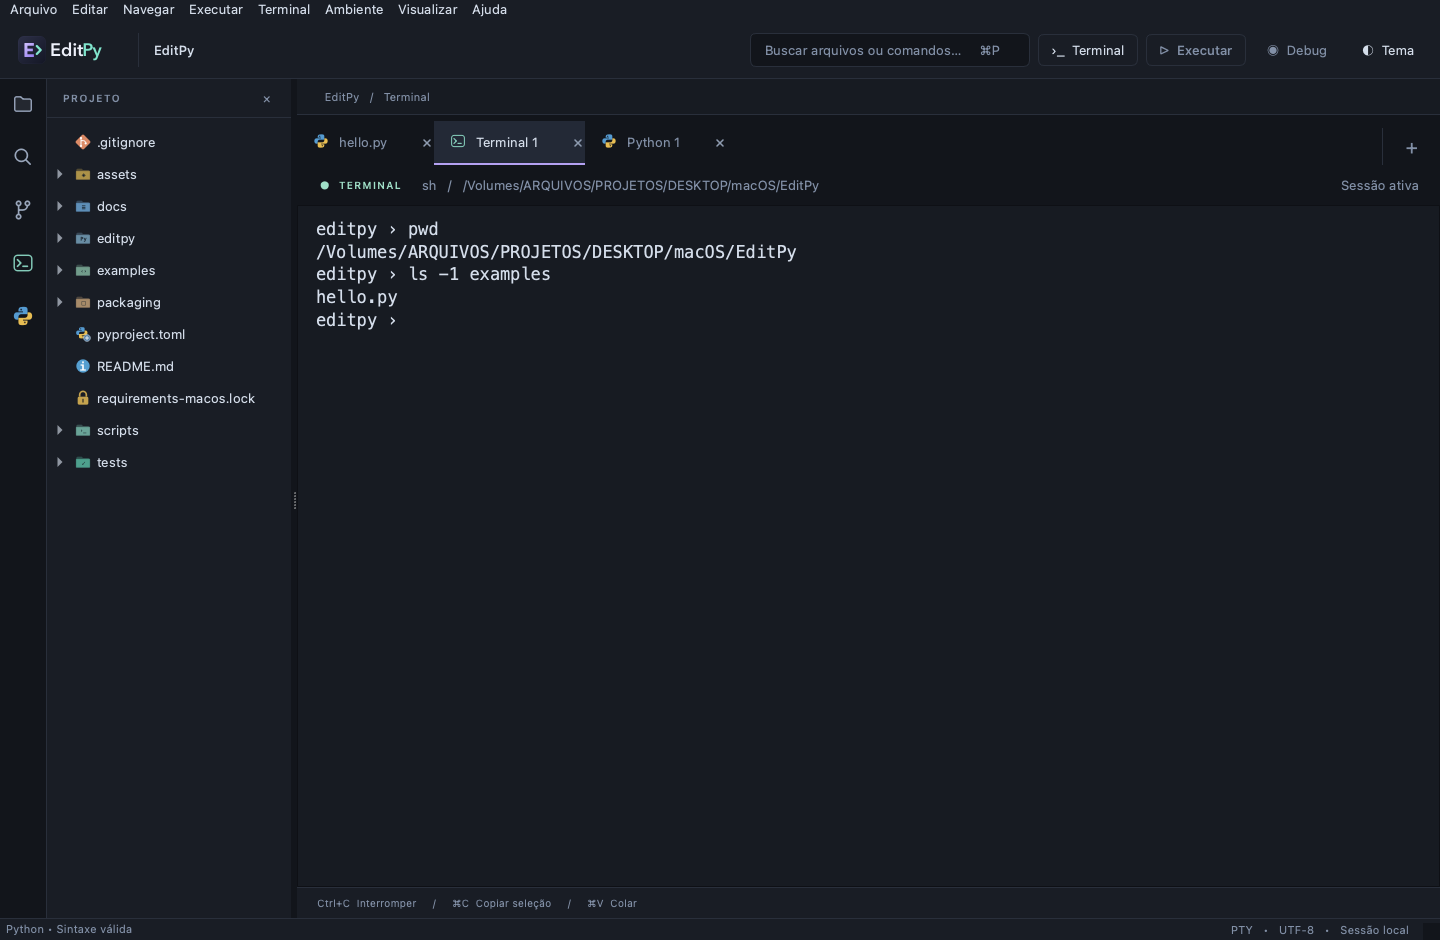 Arquivo Editar Navegar Executar Terminal Ambiente Visualizar Ajuda
E› EditPy EditPy Buscar arquivos ou comandos... ⌘P ›_ Terminal Executar Debug Tema
PROJETO ×
EditPy / Terminal
hello.py × Terminal 1 × Python 1 × +
TERMINAL sh / /Volumes/ARQUIVOS/PROJETOS/DESKTOP/macOS/EditPy Sessão ativa
.gitignore
assets
docs
editpy
examples
packaging
pyproject.toml
README.md
requirements-macos.lock
scripts
tests
editpy › pwd
/Volumes/ARQUIVOS/PROJETOS/DESKTOP/macOS/EditPy
editpy › ls -1 examples
hello.py
editpy ›
Ctrl+C Interromper / ⌘C Copiar seleção / ⌘V Colar
Python • Sintaxe válida PTY • UTF-8 • Sessão local